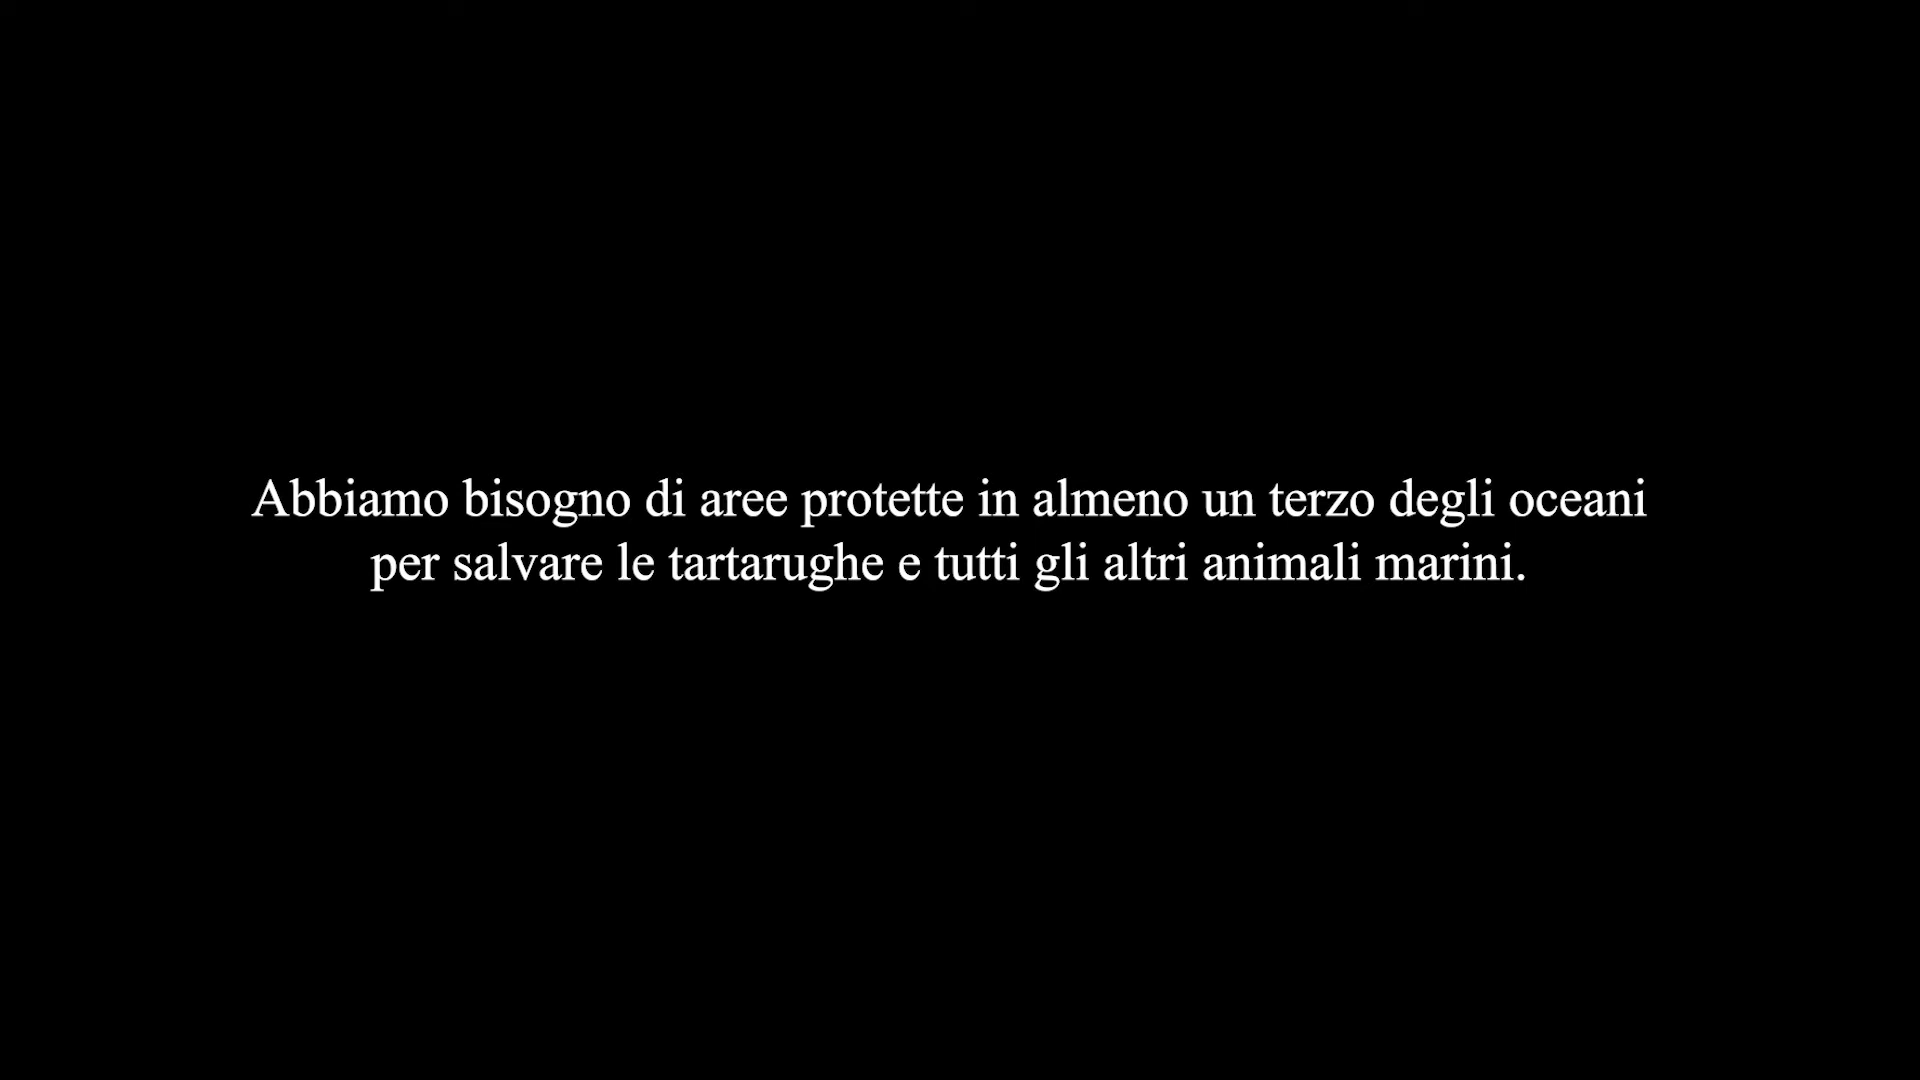 Abbiamo bisogno di aree protette in almeno un terzo degli oceani
per salvare le tartarughe e tutti gli altri animali marini.